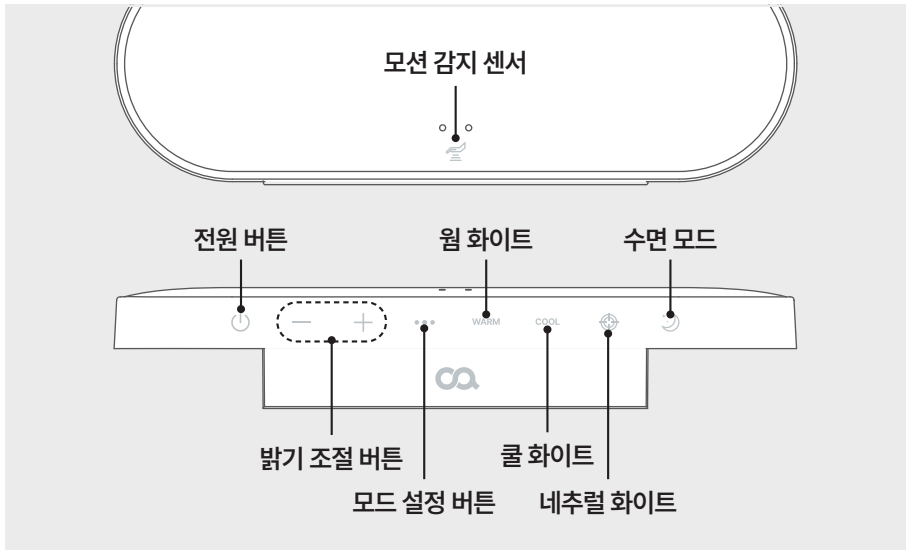 모션 감지 센서
전원 버튼
웜 화이트
수면 모드
WARM
COOL
oa
밝기 조절 버튼
쿨 화이트
모드 설정 버튼
네추럴 화이트